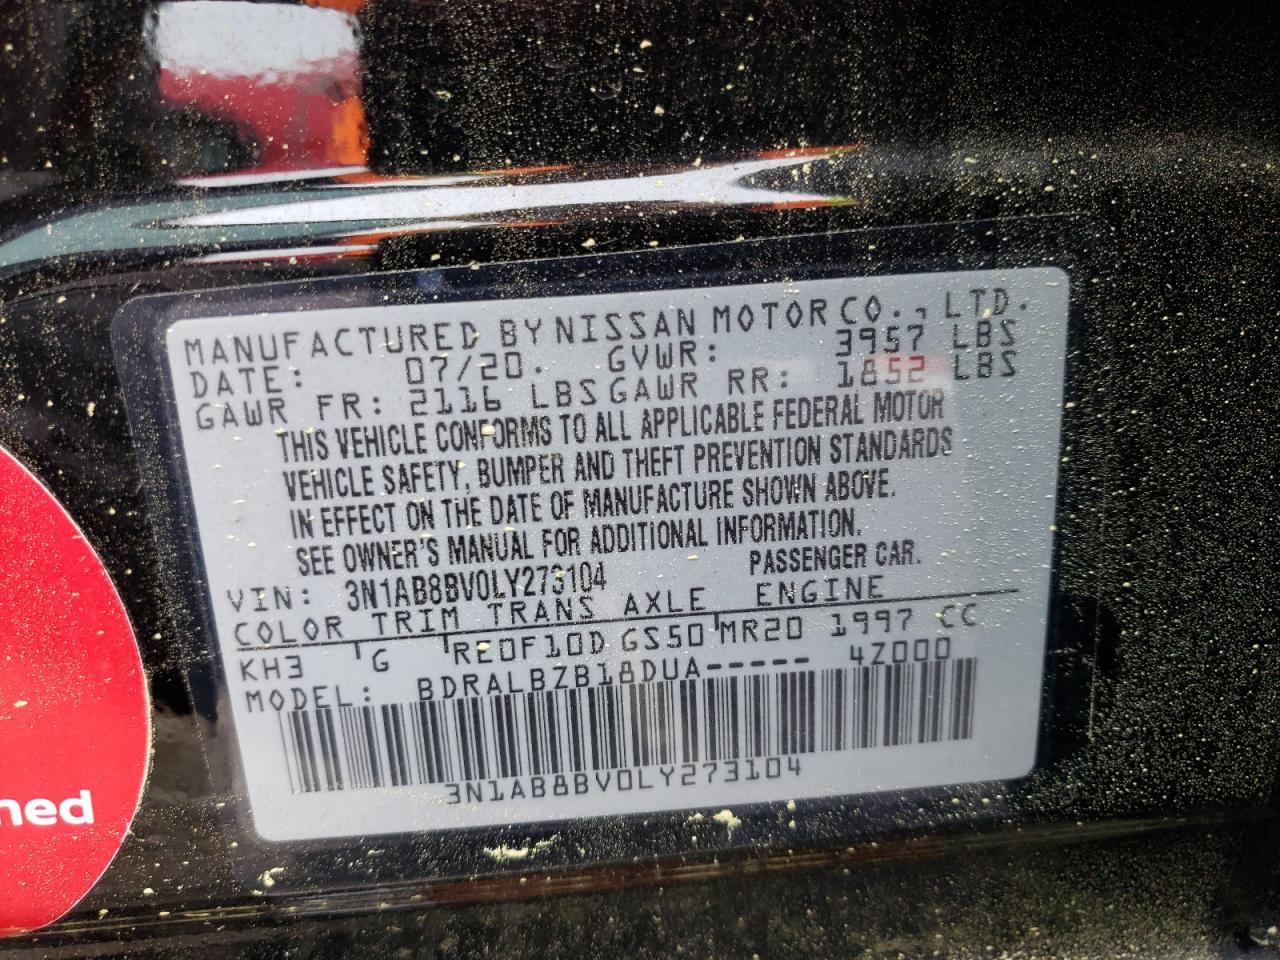 MANUFACTURED BY NISSAN MOTOR CO., LTD.
DATE: 07/20. GVWR: 3957 LBS
GAWR FR: 2116 LBS GAWR RR: 1852 LBS
THIS VEHICLE CONFORMS TO ALL APPLICABLE FEDERAL MOTOR
VEHICLE SAFETY, BUMPER AND THEFT PREVENTION STANDARDS
IN EFFECT ON THE DATE OF MANUFACTURE SHOWN ABOVE.
SEE OWNER'S MANUAL FOR ADDITIONAL INFORMATION.
VIN: 3N1AB8BV0LY273104 PASSENGER CAR.
COLOR TRIM TRANS AXLE ENGINE
KH3 G RE0F10D GS50 MR20 1997 CC
MODEL: BDRALBZB18DUA----- 4Z000
3N1AB8BV0LY273104
ned